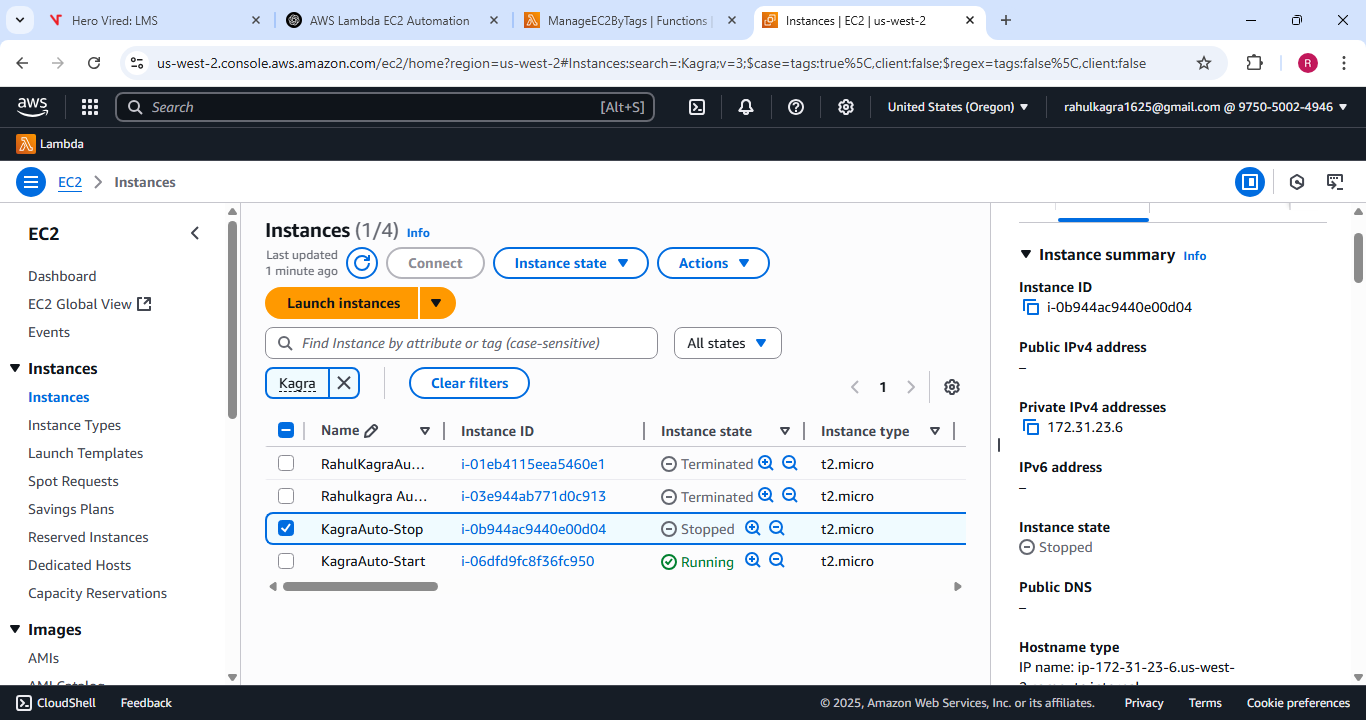 Hero Vired: LMS
AWS Lambda EC2 Automation
ManageEC2ByTags | Functions |
Instances | EC2 | us-west-2
us-west-2.console.aws.amazon.com/ec2/home?region=us-west-2#Instances:search=:Kagra;v=3;$case=tags:true%5C,client:false;$regex=tags:false%5C,client:false
R
aws
Search
[Alt+S]
United States (Oregon)
rahulkagra1625@gmail.com @ 9750-5002-4946
Lambda
EC2
Instances
EC2
Dashboard
EC2 Global View
Events
Instances
Instances
Instance Types
Launch Templates
Spot Requests
Savings Plans
Reserved Instances
Dedicated Hosts
Capacity Reservations
Images
AMIs
AMI Catalog
Instances (1/4) Info
Last updated
1 minute ago
Connect
Instance state
Actions
Launch instances
Find Instance by attribute or tag (case-sensitive)
All states
Kagra
Clear filters
1
Name Instance ID Instance state Instance type
RahulKagraAu... i-01eb4115eea5460e1 Terminated t2.micro
Rahulkagra Au... i-03e944ab771d0c913 Terminated t2.micro
KagraAuto-Stop i-0b944ac9440e00d04 Stopped t2.micro
KagraAuto-Start i-06dfd9fc8f36fc950 Running t2.micro
Instance summary Info
Instance ID
i-0b944ac9440e00d04
Public IPv4 address
–
Private IPv4 addresses
172.31.23.6
IPv6 address
–
Instance state
Stopped
Public DNS
–
Hostname type
IP name: ip-172-31-23-6.us-west-
CloudShell
Feedback
© 2025, Amazon Web Services, Inc. or its affiliates.
Privacy
Terms
Cookie preferences